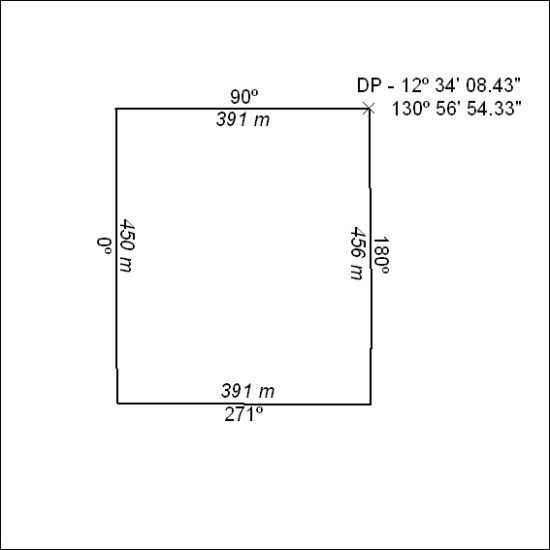 DP - 12º 34' 08.43"
130º 56' 54.33"
90º
391 m
0º
450 m
456 m
180º
391 m
271º